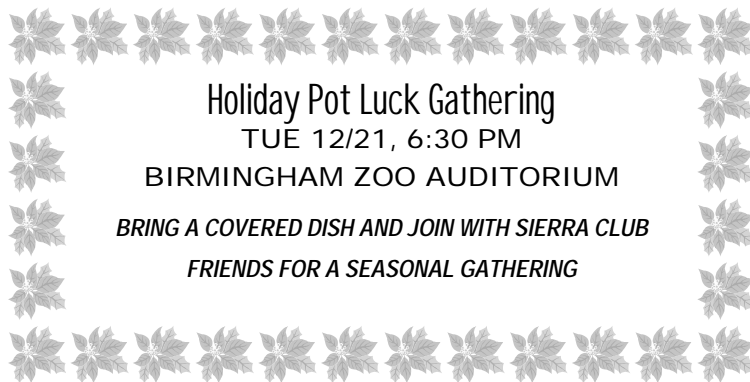 Holiday Pot Luck Gathering
TUE 12/21, 6:30 PM
BIRMINGHAM ZOO AUDITORIUM
BRING A COVERED DISH AND JOIN WITH SIERRA CLUB
FRIENDS FOR A SEASONAL GATHERING